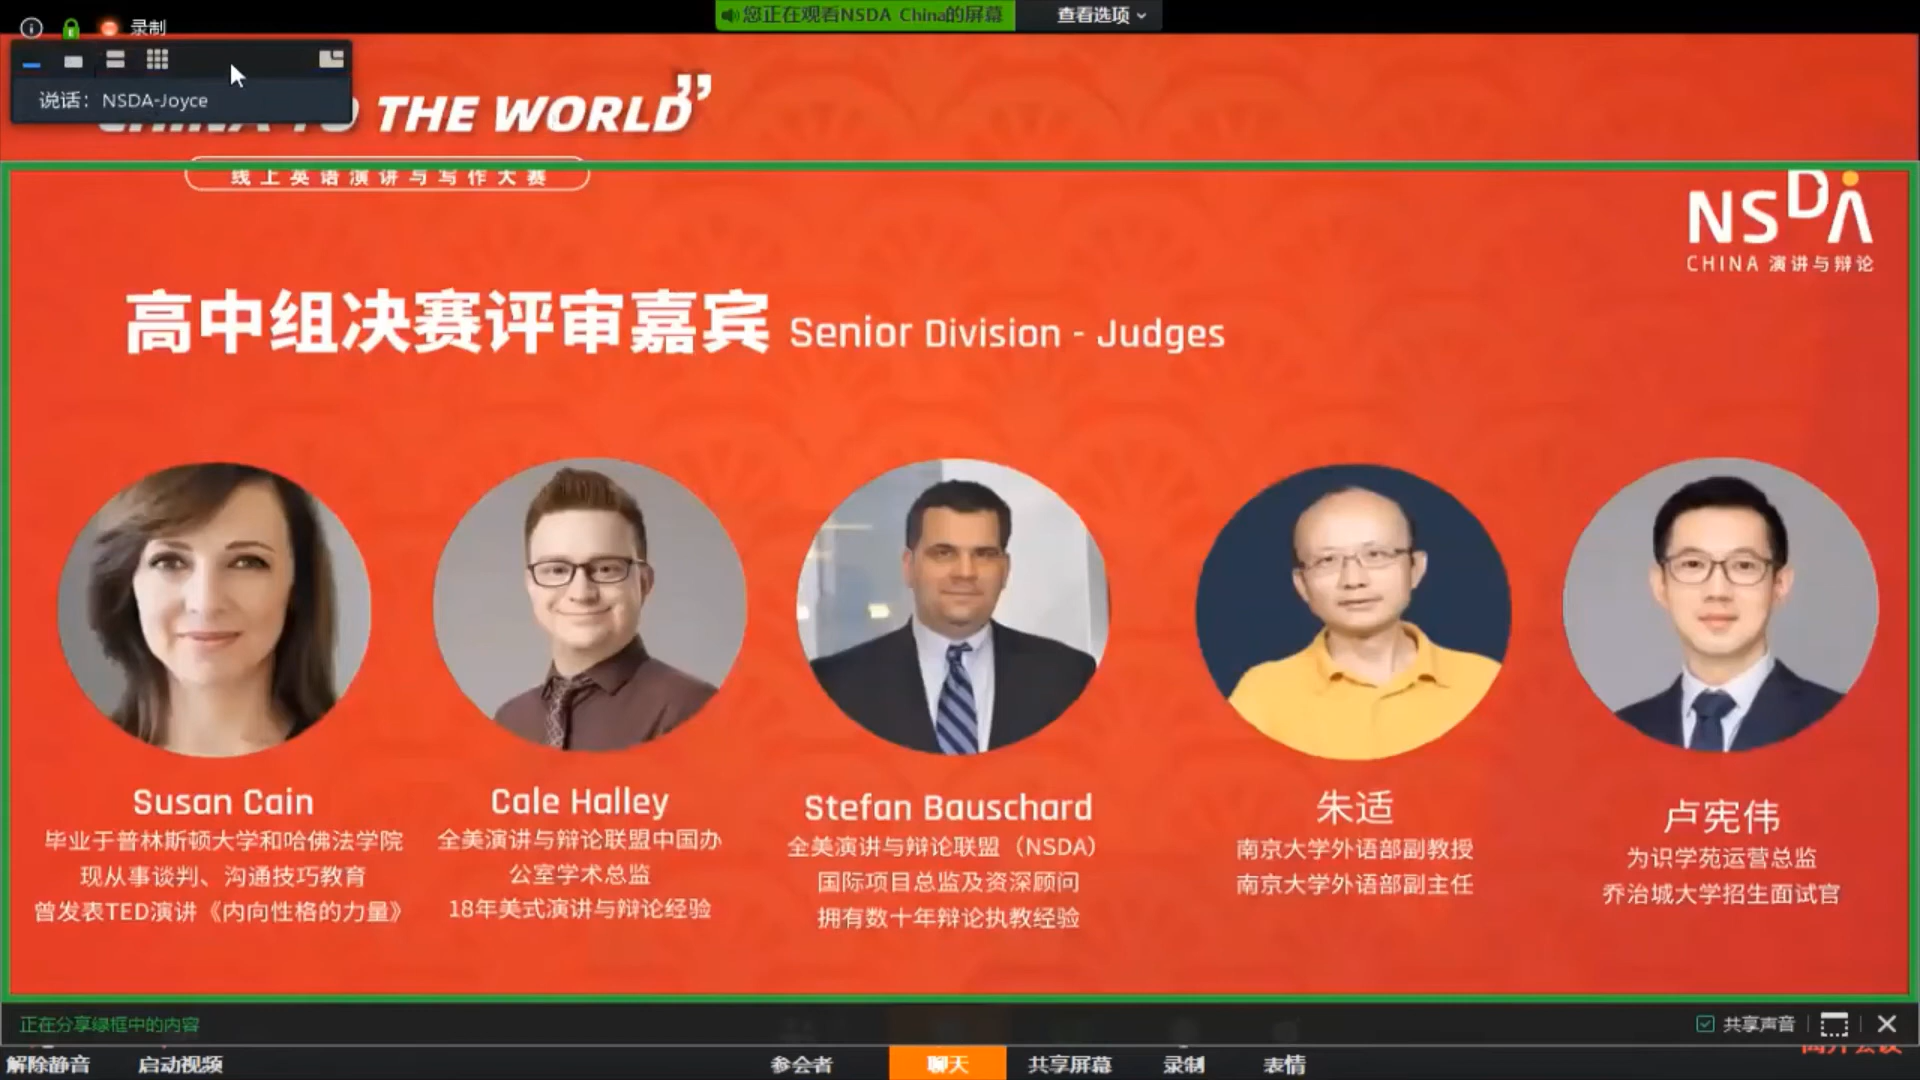 录制
您正在观看NSDA China的屏幕
查看选项
说话：NSDA-Joyce
THE WORLD”
线上英语演讲与写作大赛
NSDA
CHINA 演讲与辩论
高中组决赛评审嘉宾 Senior Division - Judges
Susan Cain
毕业于普林斯顿大学和哈佛法学院
现从事谈判、沟通技巧教育
曾发表TED演讲《内向性格的力量》
Cale Halley
全美演讲与辩论联盟中国办
公室学术总监
18年美式演讲与辩论经验
Stefan Bauschard
全美演讲与辩论联盟（NSDA）
国际项目总监及资深顾问
拥有数十年辩论执教经验
朱适
南京大学外语部副教授
南京大学外语部副主任
卢宪伟
为识学苑运营总监
乔治城大学招生面试官
正在分享绿框中的内容
共享声音
解除静音
启动视频
参会者
聊天
共享屏幕
录制
表情